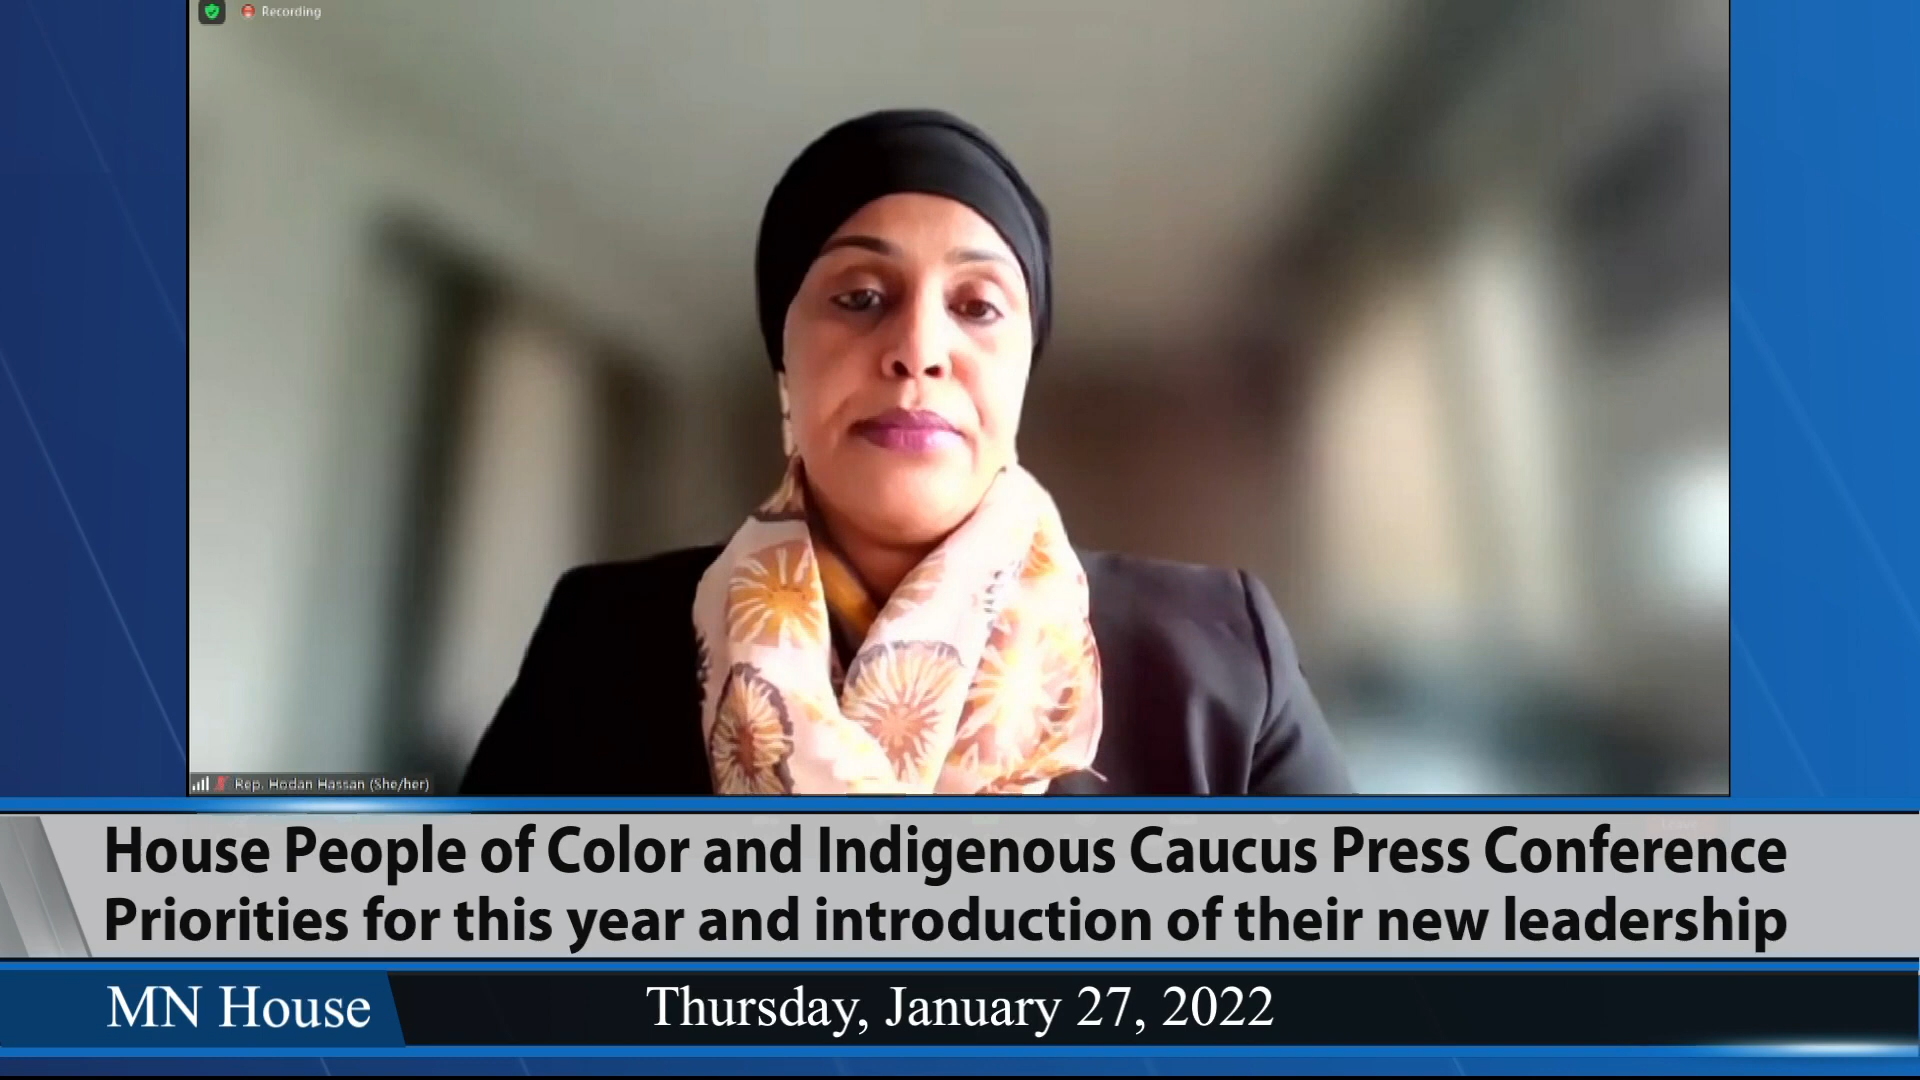 Recording
Rep. Hodan Hassan (She/her)
House People of Color and Indigenous Caucus Press Conference
Priorities for this year and introduction of their new leadership
MN House
Thursday, January 27, 2022